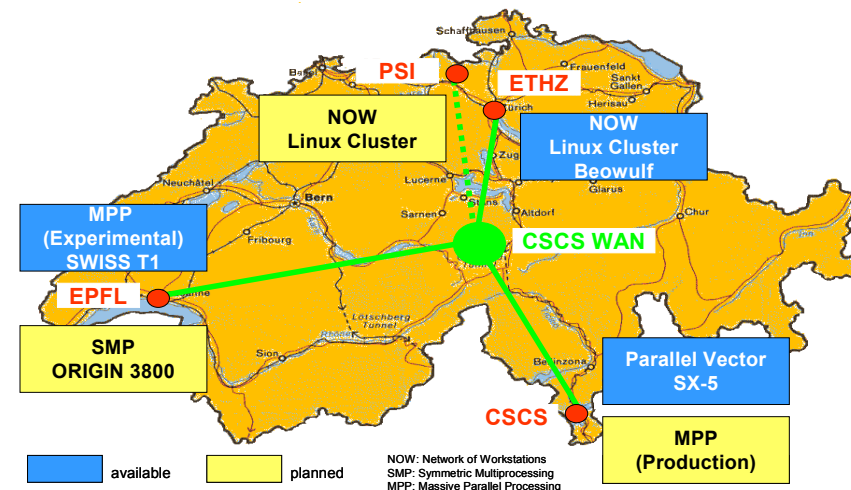 Schaffhausen
Basel
PSI
Frauenfeld
ETHZ
Sankt
Gallen
Zürich
Herisau
NOW
Linux Cluster
NOW
Linux Cluster
Beowulf
Zug
Lucerne
Glarus
Neuchâtel
Stans
Bern
Sarnen
Altdorf
Chur
MPP
(Experimental)
SWISS T1
Fribourg
CSCS WAN
EPFL
Lötschberg
Tunnel
Rhône
SMP
ORIGIN 3800
Sion
Bellinzona
Parallel Vector
SX-5
CSCS
MPP
(Production)
available
planned
NOW: Network of Workstations
SMP: Symmetric Multiprocessing
MPP: Massive Parallel Processing